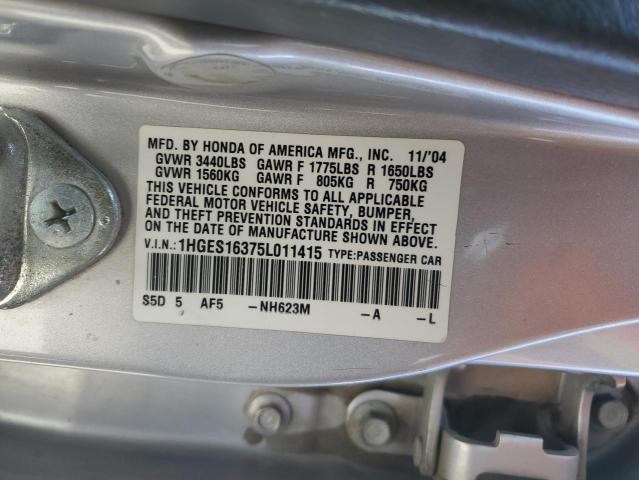 MFD. BY HONDA OF AMERICA MFG., INC. 11/'04
GVWR 3440LBS GAWR F 1775LBS R 1650LBS
GVWR 1560KG GAWR F 805KG R 750KG
THIS VEHICLE CONFORMS TO ALL APPLICABLE
FEDERAL MOTOR VEHICLE SAFETY, BUMPER,
AND THEFT PREVENTION STANDARDS IN EFFECT
ON THE DATE OF MANUFACTURE SHOWN ABOVE.
V.I.N.: 1HGES16375L011415 TYPE:PASSENGER CAR
S5D 5 AF5 -NH623M -A -L